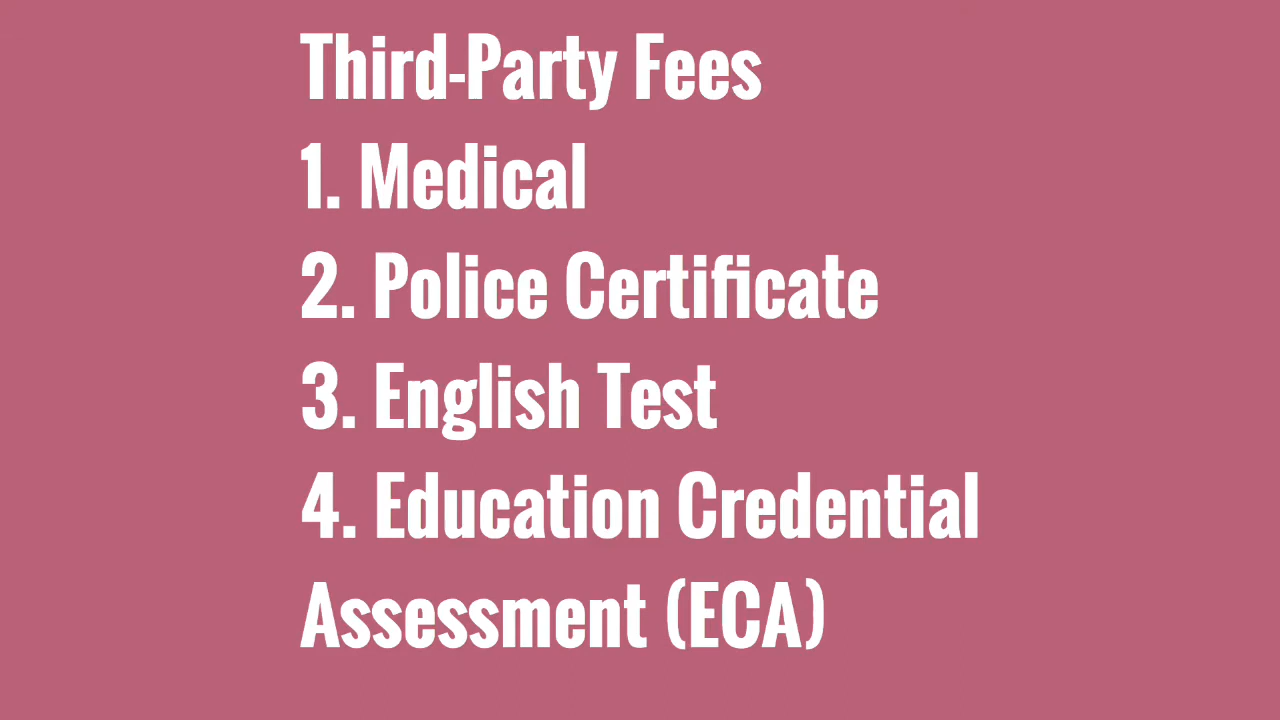 Third-Party Fees
1. Medical
2. Police Certificate
3. English Test
4. Education Credential
Assessment (ECA)